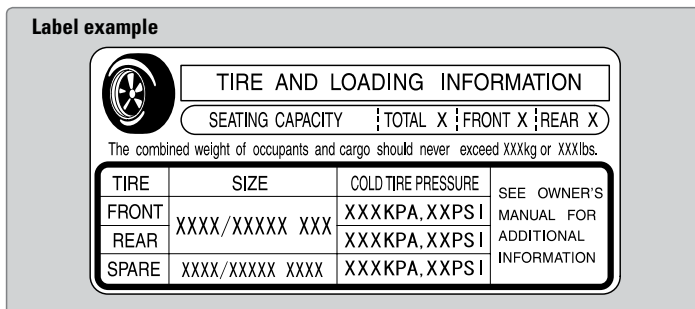 Label example
TIRE AND LOADING INFORMATION
SEATING CAPACITY TOTAL X FRONT X REAR X
The combined weight of occupants and cargo should never exceed XXXkg or XXXlbs.
TIRE SIZE COLD TIRE PRESSURE
FRONT XXXX/XXXXX XXX XXXKPA, XXPSI
REAR XXXKPA, XXPSI
SPARE XXXX/XXXXX XXXX XXXKPA, XXPSI
SEE OWNER'S
MANUAL FOR
ADDITIONAL
INFORMATION